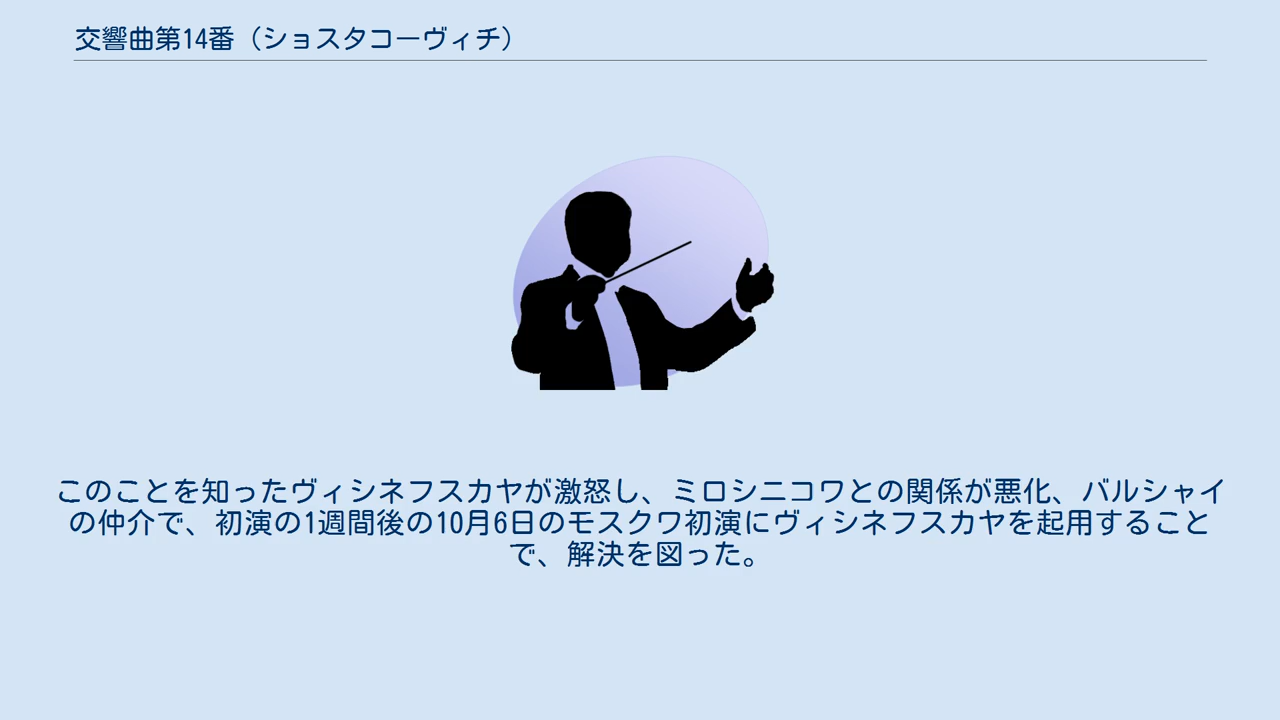 交響曲第14番（ショスタコーヴィチ）
このことを知ったヴィシネフスカヤが激怒し、ミロシニコワとの関係が悪化、バルシャイ
の仲介で、初演の1週間後の10月6日のモスクワ初演にヴィシネフスカヤを起用すること
で、解決を図った。